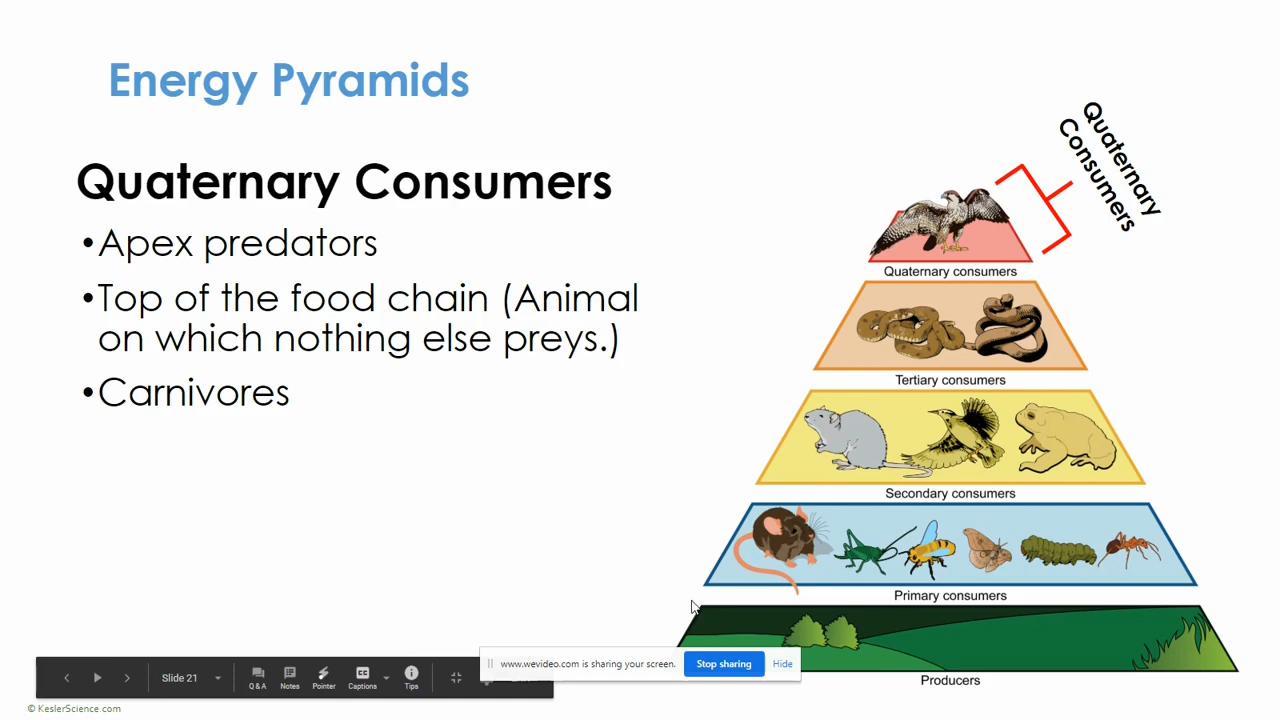 Energy Pyramids
Quaternary Consumers
•Apex predators
•Top of the food chain (Animal
on which nothing else preys.)
•Carnivores
Quaternary
Consumers
Quaternary consumers
Tertiary consumers
Secondary consumers
Primary consumers
Producers
www.wevideo.com is sharing your screen.
Stop sharing
Hide
Slide 21
Q & A
Notes
Pointer
Captions
Tips
© KeslerScience.com